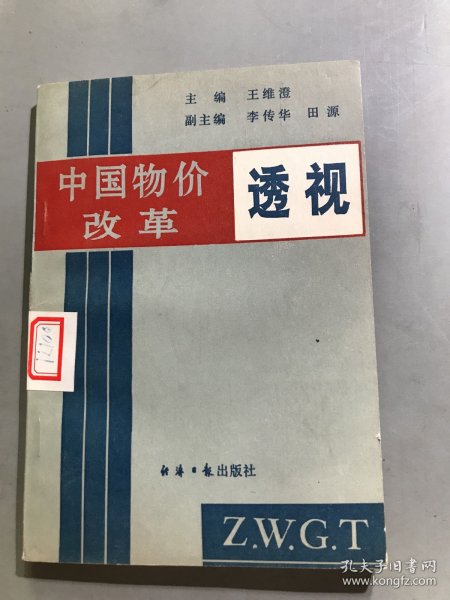 主编 王维澄
副主编 李传华 田源
中国物价
改革
透视
经济日报出版社
Z.W.G.T
孔夫子旧书网
www.kongfz.com